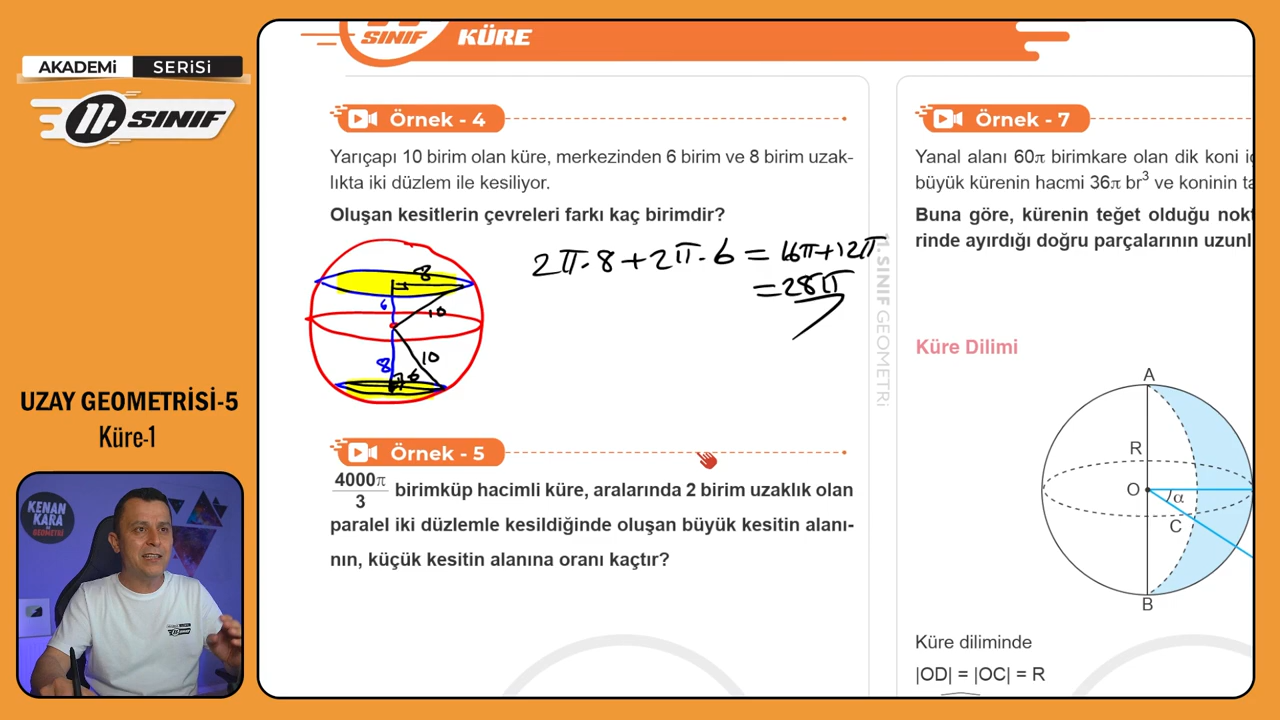 AKADEMİ SERİSİ
11. SINIF
UZAY GEOMETRİSİ-5
Küre-1
KENAN
KARA
GEOMETRİ
11. SINIF
SINIF KÜRE
Örnek - 4
Yarıçapı 10 birim olan küre, merkezinden 6 birim ve 8 birim uzak-
lıkta iki düzlem ile kesiliyor.
Oluşan kesitlerin çevreleri farkı kaç birimdir?
2π.8+2π.6=16π+12π
=28π
8
6
10
8
10
6
Örnek - 5
4000π
3
birimküp hacimli küre, aralarında 2 birim uzaklık olan
paralel iki düzlemle kesildiğinde oluşan büyük kesitin alanı-
nın, küçük kesitin alanına oranı kaçtır?
11. SINIF GEOMETRİ
Örnek - 7
Yanal alanı 60π birimkare olan dik koni iç
büyük kürenin hacmi 36π br³ ve koninin ta
Buna göre, kürenin teğet olduğu nokt
rinde ayırdığı doğru parçalarının uzunl
Küre Dilimi
A
R
O
α
C
B
Küre diliminde
|OD| = |OC| = R